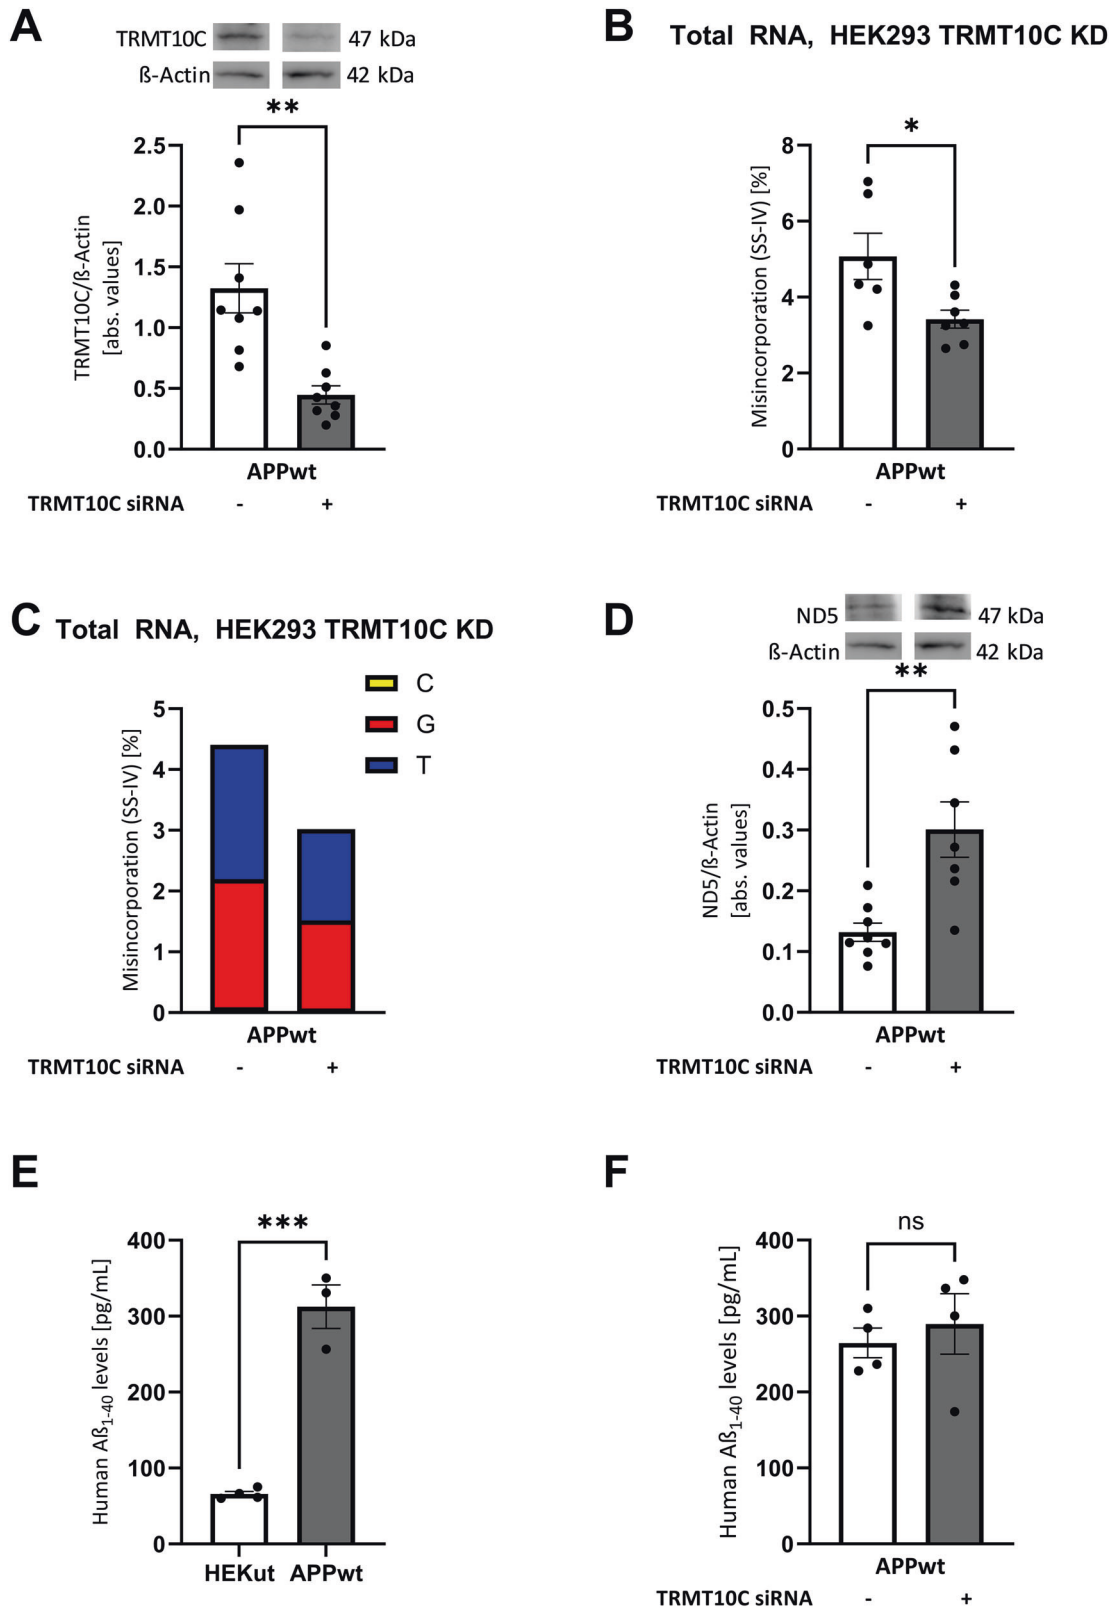 A
TRMT10C 47 kDa
ß-Actin 42 kDa
**
2.5
2.0
1.5
1.0
0.5
0.0
TRMT10C/ß-Actin
[abs. values]
APPwt
TRMT10C siRNA - +
B
Total RNA, HEK293 TRMT10C KD
*
8
6
4
2
0
Misincorporation (SS-IV) [%]
APPwt
TRMT10C siRNA - +
C
Total RNA, HEK293 TRMT10C KD
C
G
T
5
4
3
2
1
0
Misincorporation (SS-IV) [%]
APPwt
TRMT10C siRNA - +
D
ND5 47 kDa
ß-Actin 42 kDa
**
0.5
0.4
0.3
0.2
0.1
0.0
ND5/ß-Actin
[abs. values]
APPwt
TRMT10C siRNA - +
E
***
400
300
200
100
0
Human Aß1-40 levels [pg/mL]
HEKut APPwt
F
ns
400
300
200
100
0
Human Aß1-40 levels [pg/mL]
APPwt
TRMT10C siRNA - +